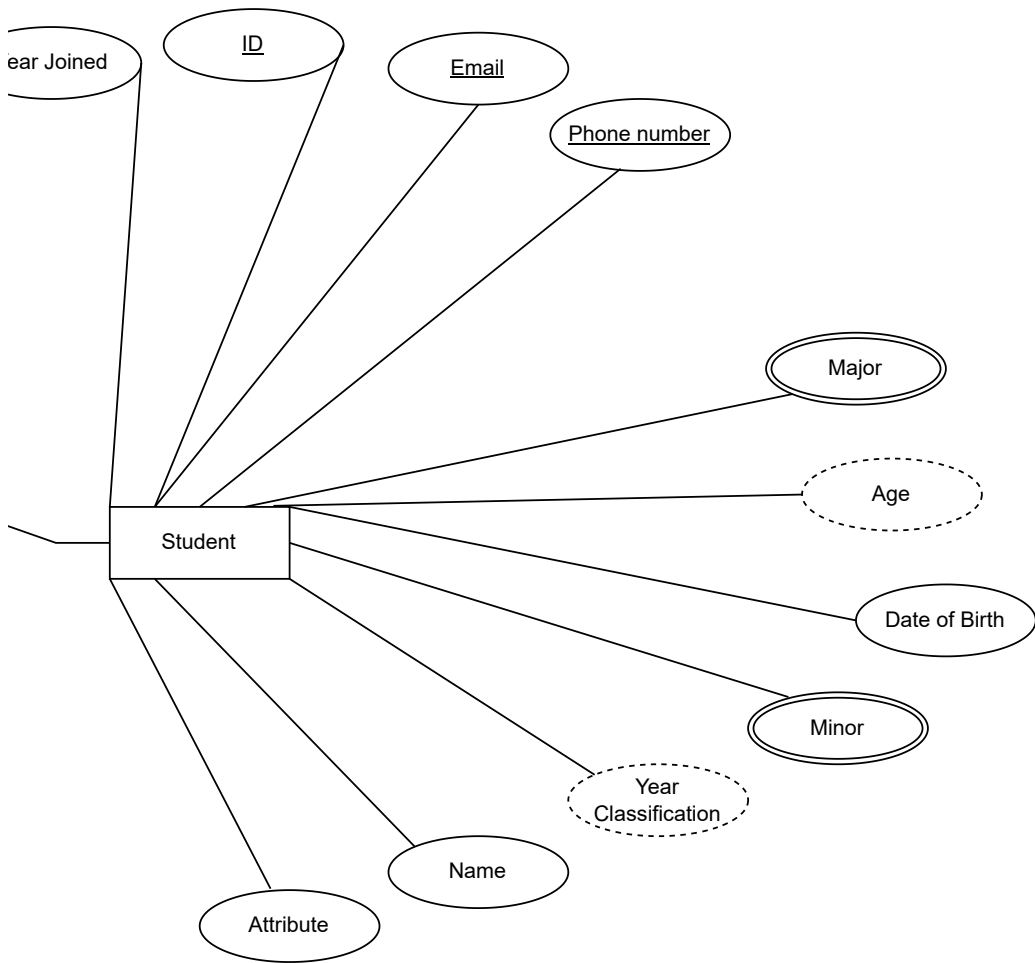 ear Joined
ID
Email
Phone number
Major
Age
Student
Date of Birth
Minor
Year
Classification
Name
Attribute